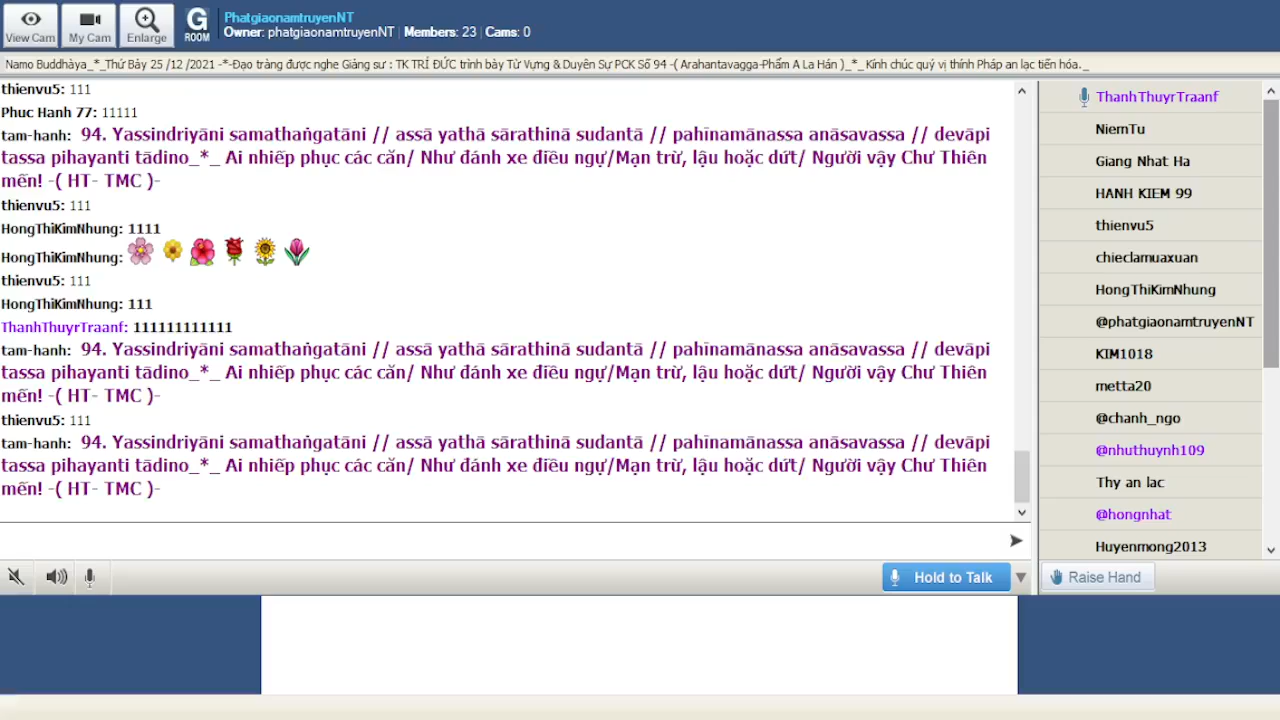 View Cam
My Cam
Enlarge
G
ROOM
PhatgiaonamtruyenNT
Owner: phatgiaonamtruyenNT | Members: 23 | Cams: 0
Namo Buddhàya_*_Thứ Bảy 25 /12 /2021 -*-Đạo tràng được nghe Giảng sư : TK TRÍ ĐỨC trình bày Từ Vựng & Duyên Sự PCK Số 94 -( Arahantavagga-Phẩm A La Hán )_*_ Kính chúc quý vị thính Pháp an lạc tiến hóa._
thienvu5: 111
Phuc Hanh 77: 11111
tam-hanh: 94. Yassindriyāni samathaṅgatāni // assā yathā sārathinā sudantā // pahīnamānassa anāsavassa // devāpi
tassa pihayanti tādino_*_ Ai nhiếp phục các căn/ Như đánh xe điều ngự/Mạn trừ, lậu hoặc dứt/ Người vậy Chư Thiên
mến! -( HT- TMC )-
thienvu5: 111
HongThiKimNhung: 1111
HongThiKimNhung:
thienvu5: 111
HongThiKimNhung: 111
ThanhThuyrTraanf: 111111111111
tam-hanh: 94. Yassindriyāni samathaṅgatāni // assā yathā sārathinā sudantā // pahīnamānassa anāsavassa // devāpi
tassa pihayanti tādino_*_ Ai nhiếp phục các căn/ Như đánh xe điều ngự/Mạn trừ, lậu hoặc dứt/ Người vậy Chư Thiên
mến! -( HT- TMC )-
thienvu5: 111
tam-hanh: 94. Yassindriyāni samathaṅgatāni // assā yathā sārathinā sudantā // pahīnamānassa anāsavassa // devāpi
tassa pihayanti tādino_*_ Ai nhiếp phục các căn/ Như đánh xe điều ngự/Mạn trừ, lậu hoặc dứt/ Người vậy Chư Thiên
mến! -( HT- TMC )-
Hold to Talk
ThanhThuyrTraanf
NiemTu
Giang Nhat Ha
HANH KIEM 99
thienvu5
chieclamuaxuan
HongThiKimNhung
@phatgiaonamtruyenNT
KIM1018
metta20
@chanh_ngo
@nhuthuynh109
Thy an lac
@hongnhat
Huyenmong2013
Raise Hand